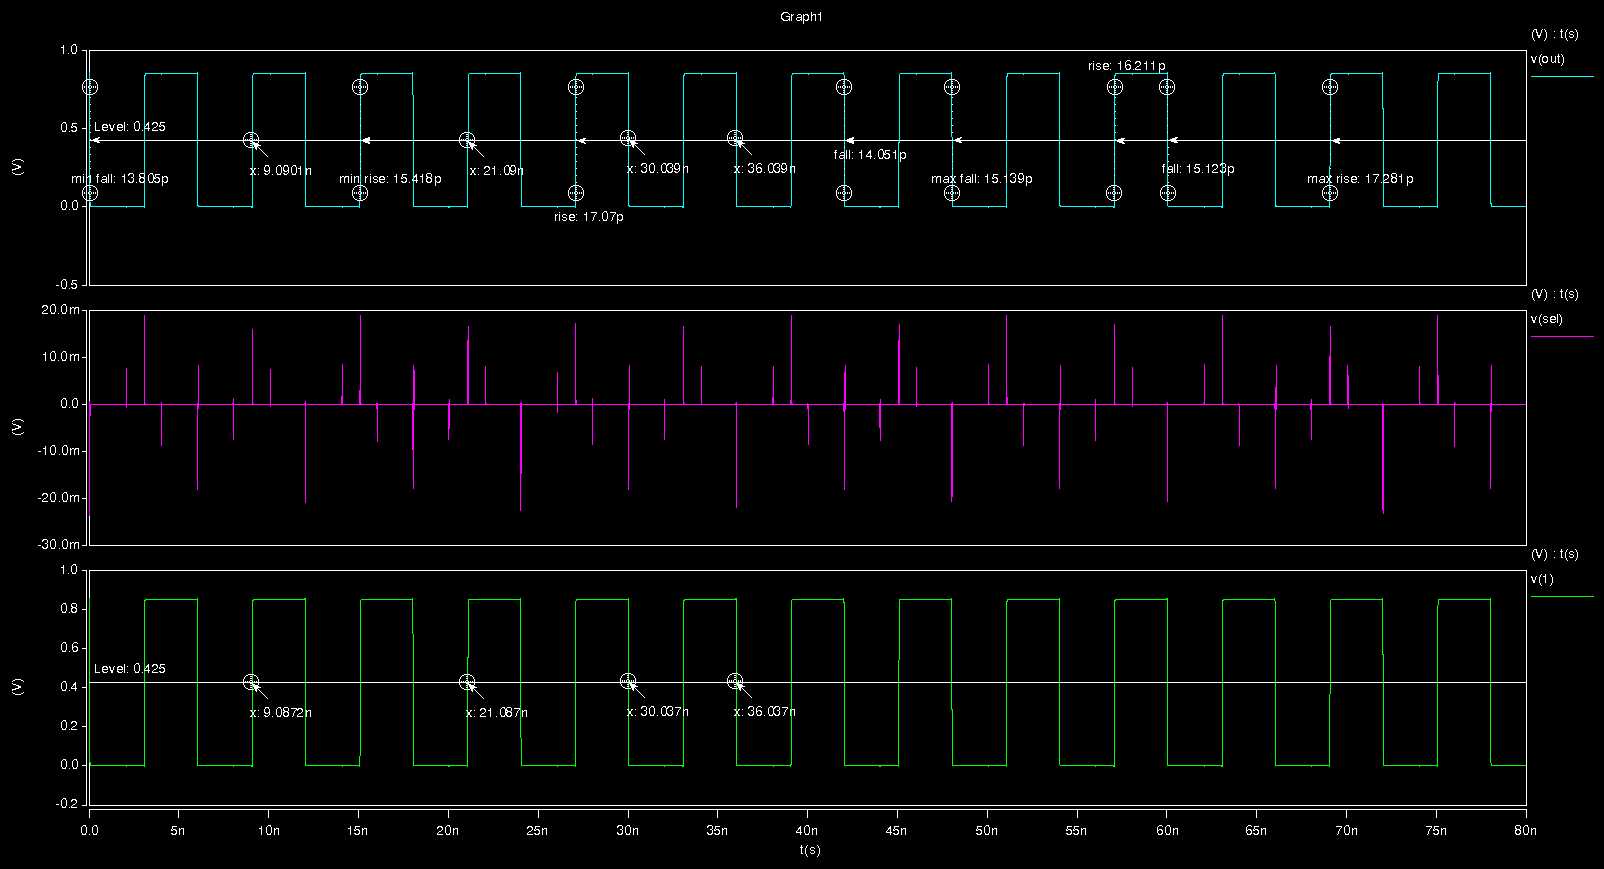 Graph1
(V) : t(s)
v(out)
1.0
0.5
0.0
-0.5
(V)
Level: 0.425
rise: 16.211p
x: 9.0901n
x: 21.09n
x: 30.039n
x: 36.039n
fall: 14.051p
fall: 15.123p
min fall: 13.805p
min rise: 15.418p
max fall: 15.139p
max rise: 17.281p
rise: 17.07p
(V) : t(s)
v(sel)
20.0m
10.0m
0.0
-10.0m
-20.0m
-30.0m
(V)
(V) : t(s)
v(1)
1.0
0.8
0.6
0.4
0.2
0.0
-0.2
(V)
Level: 0.425
x: 9.0872n
x: 21.087n
x: 30.037n
x: 36.037n
0.0 5n 10n 15n 20n 25n 30n 35n 40n 45n 50n 55n 60n 65n 70n 75n 80n
t(s)